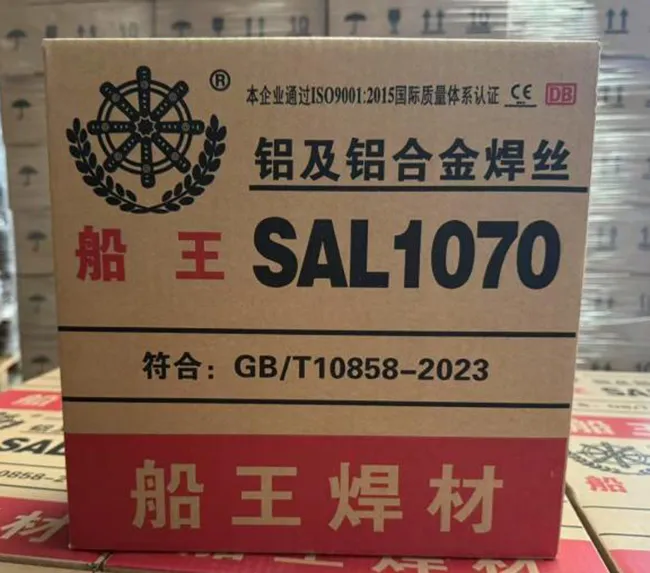 ®
本企业通过ISO9001:2015国际质量体系认证 CE DB
铝及铝合金焊丝
船王 SAL1070
符合：GB/T10858-2023
船王焊材
SAL